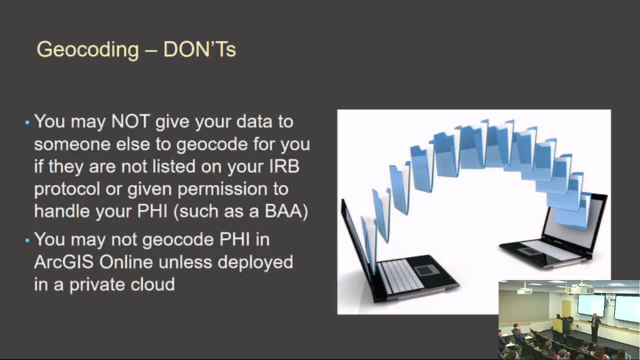 Geocoding – DON'Ts
• You may NOT give your data to
someone else to geocode for you
if they are not listed on your IRB
protocol or given permission to
handle your PHI (such as a BAA)
• You may not geocode PHI in
ArcGIS Online unless deployed
in a private cloud